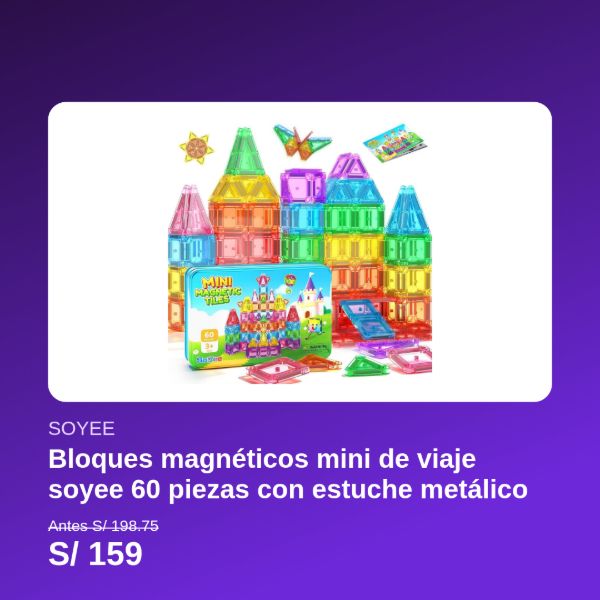 MINI
MAGNETIC
TILES
60
3+
SOYEE
Bloques magnéticos mini de viaje
soyee 60 piezas con estuche metálico
Antes S/ 198.75
S/ 159